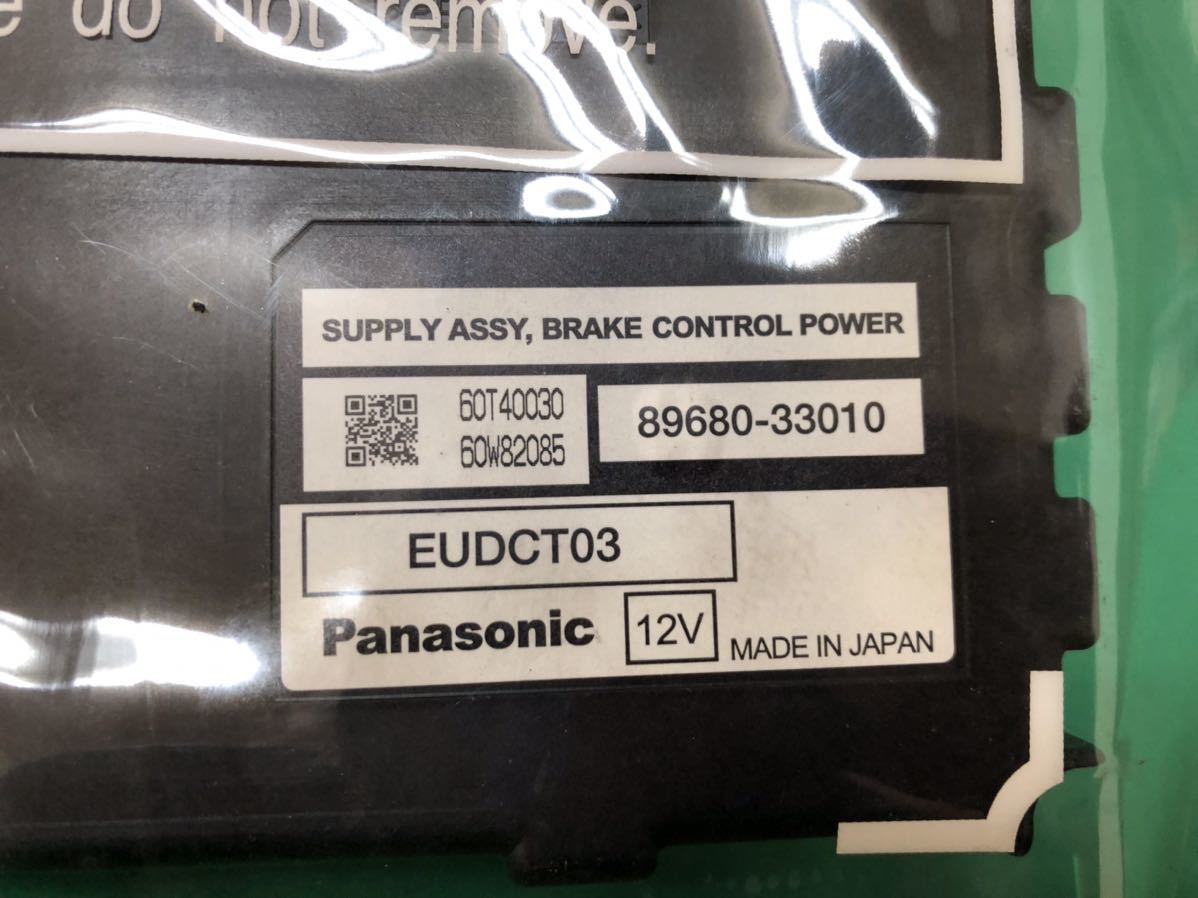 do not remove.
SUPPLY ASSY, BRAKE CONTROL POWER
60T40030
60W82085
89680-33010
EUDCT03
Panasonic
12V
MADE IN JAPAN